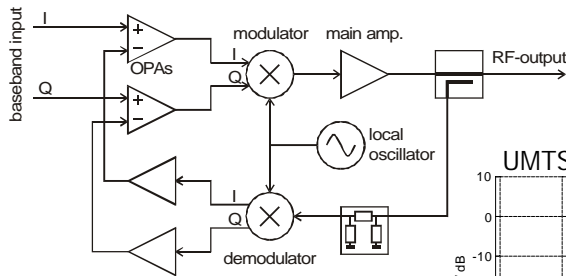 modulator main amp.
I
baseband input
OPAs
I
Q
Q
RF-output
local
oscillator
I
Q
demodulator
UMTS
10
0
-10
dB